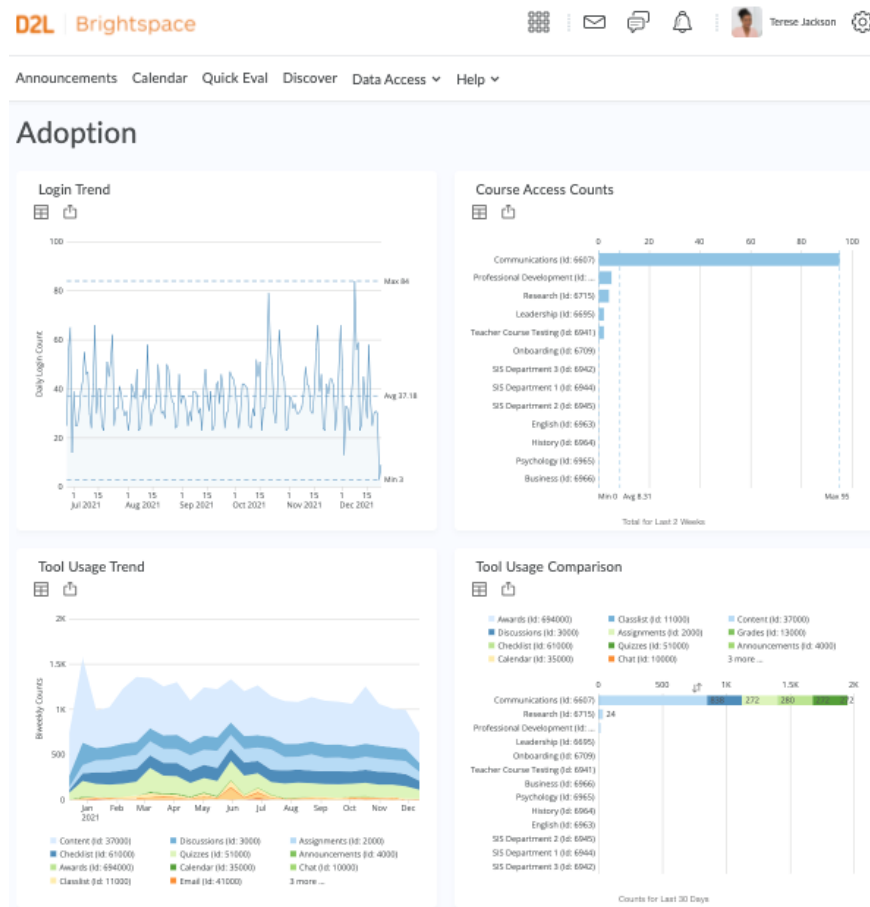 D2L Brightspace
Terese Jackson
Announcements Calendar Quick Eval Discover Data Access Help
Adoption
Login Trend
100
80
60
40
20
0
Daily Login Count
Max 84
Avg 37.18
Min 3
1 15 1 15 1 15 1 15 1 15 1 15
Jul 2021 Aug 2021 Sep 2021 Oct 2021 Nov 2021 Dec 2021
Course Access Counts
0 20 40 60 80 100
Communications (Id: 6607)
Professional Development (Id: ...
Research (Id: 6715)
Leadership (Id: 6695)
Teacher Course Testing (Id: 6941)
Onboarding (Id: 6709)
SIS Department 3 (Id: 6942)
SIS Department 1 (Id: 6944)
SIS Department 2 (Id: 6945)
English (Id: 6963)
History (Id: 6964)
Psychology (Id: 6965)
Business (Id: 6966)
Min 0 Avg 8.31 Max 95
Total for Last 2 Weeks
Tool Usage Trend
2K
1.5K
1K
500
0
Biweekly Counts
Jan Feb Mar Apr May Jun Jul Aug Sep Oct Nov Dec
2021
Content (Id: 37000) Discussions (Id: 3000) Assignments (Id: 2000)
Checklist (Id: 61000) Quizzes (Id: 51000) Announcements (Id: 4000)
Awards (Id: 694000) Calendar (Id: 35000) Chat (Id: 10000)
Classlist (Id: 11000) Email (Id: 41000) 3 more ...
Tool Usage Comparison
Awards (Id: 694000) Classlist (Id: 11000) Content (Id: 37000)
Discussions (Id: 3000) Assignments (Id: 2000) Grades (Id: 13000)
Checklist (Id: 61000) Quizzes (Id: 51000) Announcements (Id: 4000)
Calendar (Id: 35000) Chat (Id: 10000) 3 more ...
0 500 1K 1.5K 2K
Communications (Id: 6607) 272 280 272
Research (Id: 6715) 24
Professional Development (Id: ...
Leadership (Id: 6695)
Onboarding (Id: 6709)
Teacher Course Testing (Id: 6941)
Business (Id: 6966)
Psychology (Id: 6965)
History (Id: 6964)
English (Id: 6963)
SIS Department 2 (Id: 6945)
SIS Department 1 (Id: 6944)
SIS Department 3 (Id: 6942)
Counts for Last 30 Days